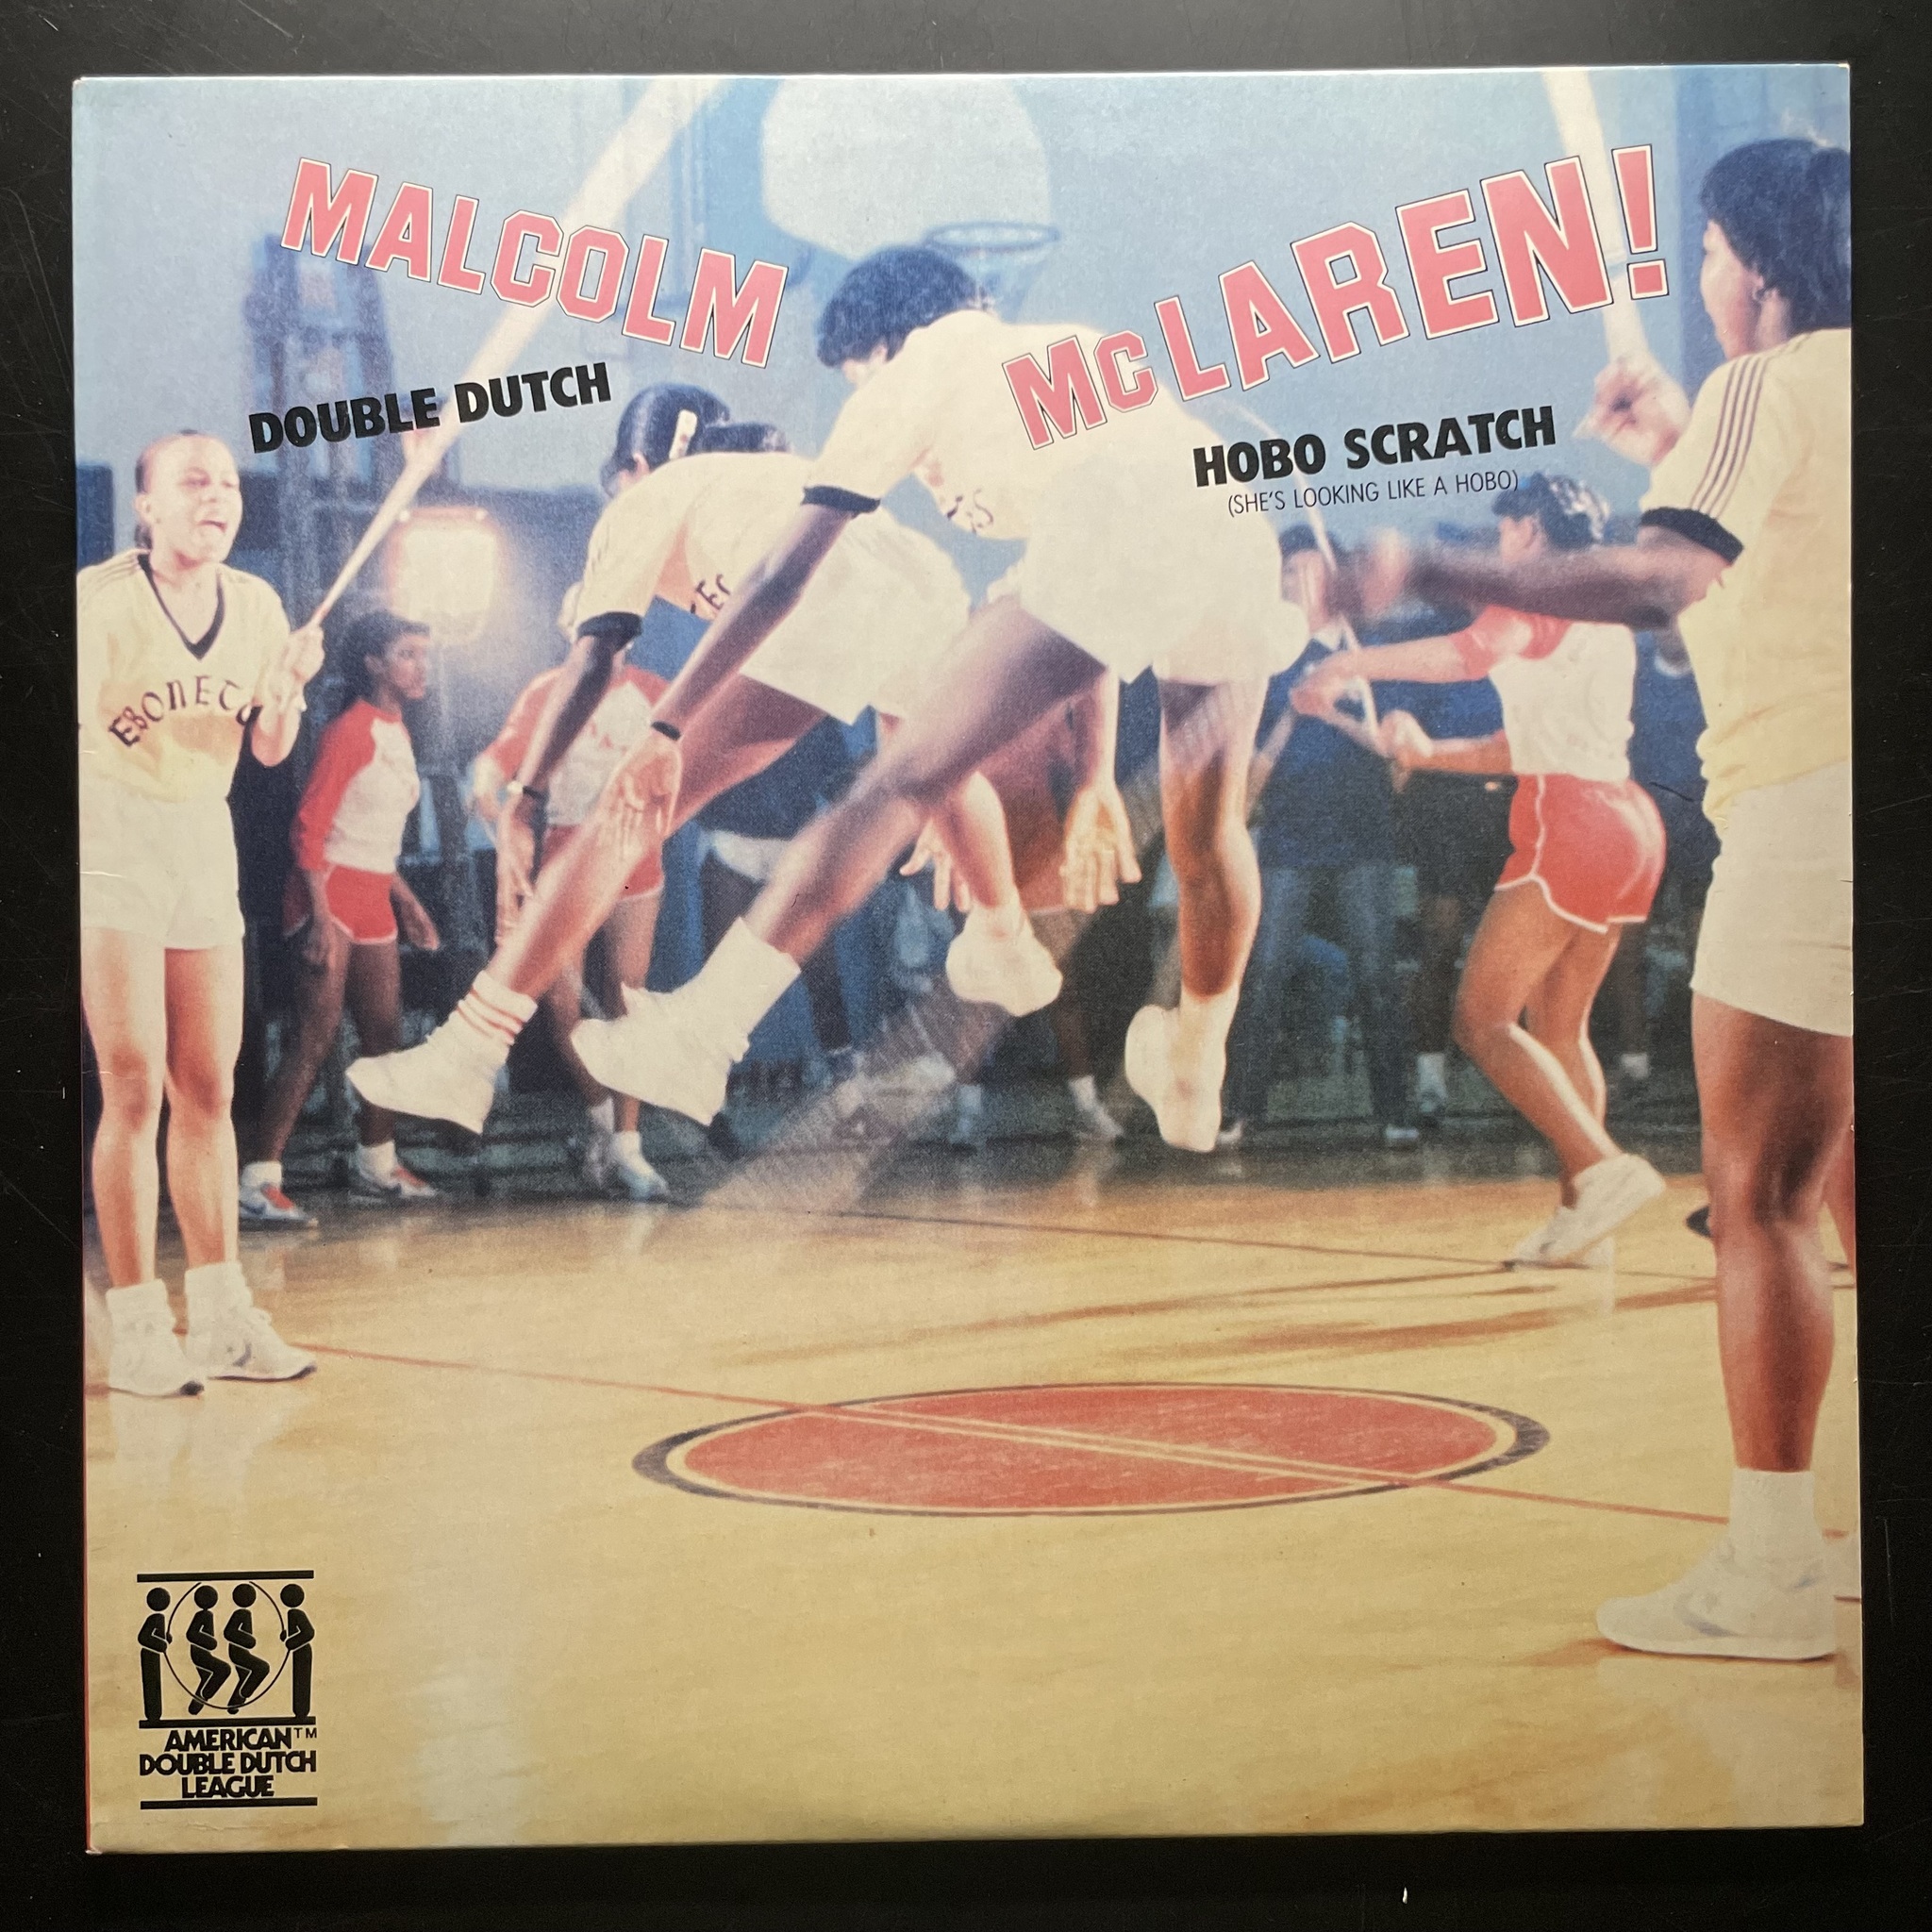 MALCOLM
McLAREN!
DOUBLE DUTCH
HOBO SCRATCH
(SHE'S LOOKING LIKE A HOBO)
EBONETT
AMERICAN™
DOUBLE DUTCH
LEAGUE